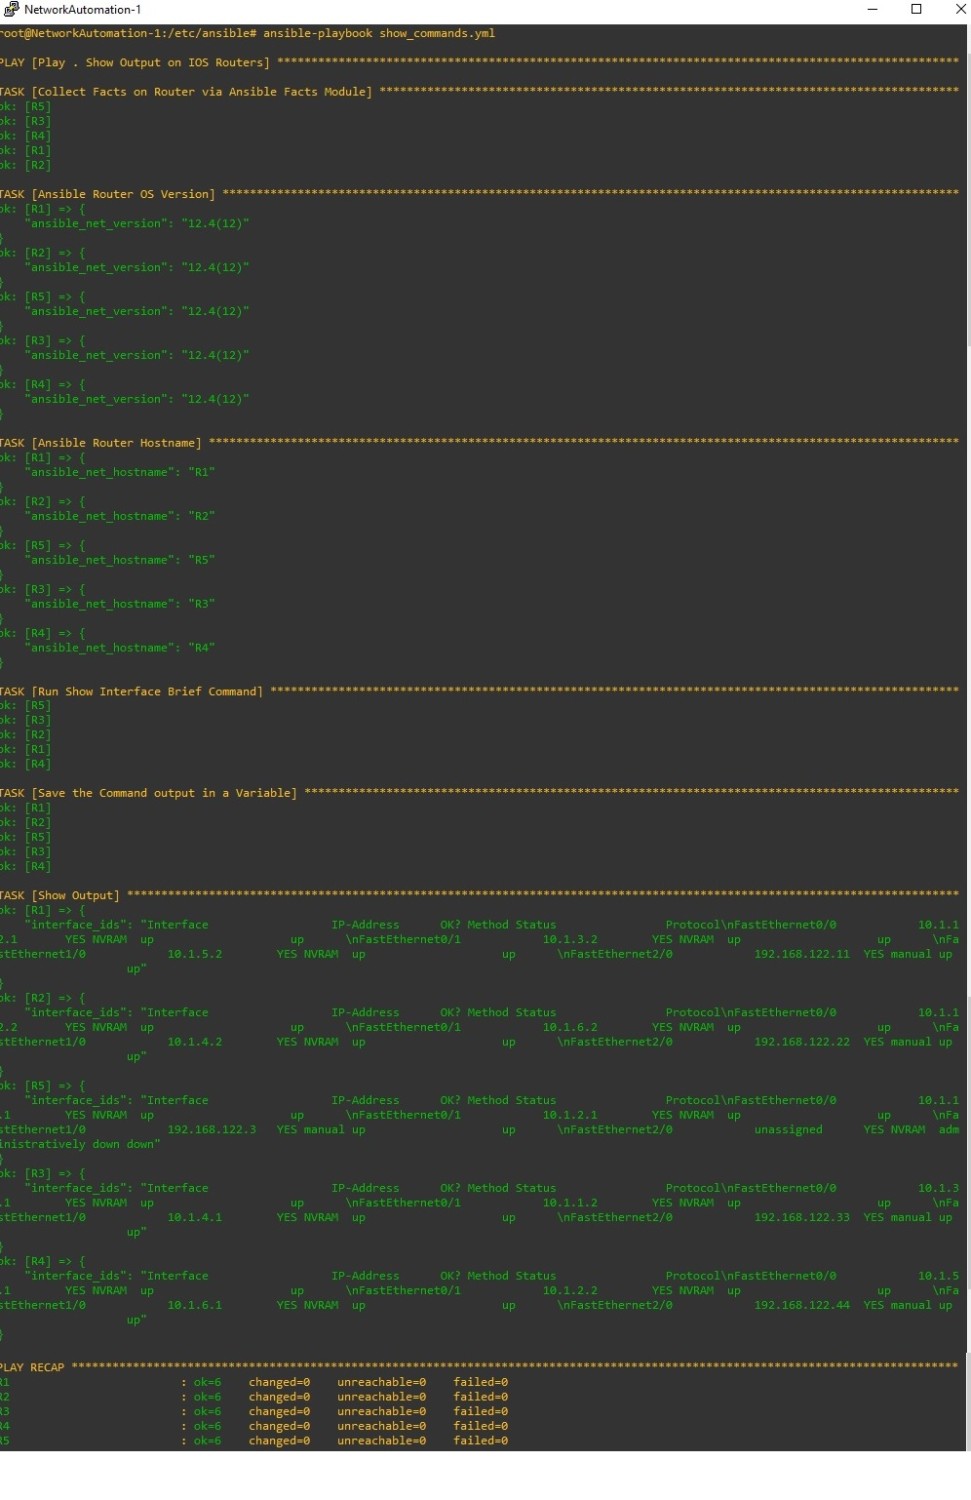 NetworkAutomation-1
root@NetworkAutomation-1:/etc/ansible# ansible-playbook show_commands.yml
PLAY [Play . Show Output on IOS Routers] ****************************************************************************************************
TASK [Collect Facts on Router via Ansible Facts Module] *************************************************************************************
ok: [R5]
ok: [R3]
ok: [R4]
ok: [R1]
ok: [R2]
TASK [Ansible Router OS Version] ************************************************************************************************************
ok: [R1] => {
"ansible_net_version": "12.4(12)"
}
ok: [R2] => {
"ansible_net_version": "12.4(12)"
}
ok: [R5] => {
"ansible_net_version": "12.4(12)"
}
ok: [R3] => {
"ansible_net_version": "12.4(12)"
}
ok: [R4] => {
"ansible_net_version": "12.4(12)"
}
TASK [Ansible Router Hostname] **************************************************************************************************************
ok: [R1] => {
"ansible_net_hostname": "R1"
}
ok: [R2] => {
"ansible_net_hostname": "R2"
}
ok: [R5] => {
"ansible_net_hostname": "R5"
}
ok: [R3] => {
"ansible_net_hostname": "R3"
}
ok: [R4] => {
"ansible_net_hostname": "R4"
}
TASK [Run Show Interface Brief Command] *****************************************************************************************************
ok: [R5]
ok: [R3]
ok: [R2]
ok: [R1]
ok: [R4]
TASK [Save the Command output in a Variable] ************************************************************************************************
ok: [R1]
ok: [R2]
ok: [R5]
ok: [R3]
ok: [R4]
TASK [Show Output] **************************************************************************************************************************
ok: [R1] => {
"interface_ids": "Interface IP-Address OK? Method Status Protocol\nFastEthernet0/0 10.1.1
2.1 YES NVRAM up up \nFastEthernet0/1 10.1.3.2 YES NVRAM up up \nFa
stEthernet1/0 10.1.5.2 YES NVRAM up up \nFastEthernet2/0 192.168.122.11 YES manual up
up"
}
ok: [R2] => {
"interface_ids": "Interface IP-Address OK? Method Status Protocol\nFastEthernet0/0 10.1.1
2.2 YES NVRAM up up \nFastEthernet0/1 10.1.6.2 YES NVRAM up up \nFa
stEthernet1/0 10.1.4.2 YES NVRAM up up \nFastEthernet2/0 192.168.122.22 YES manual up
up"
}
ok: [R5] => {
"interface_ids": "Interface IP-Address OK? Method Status Protocol\nFastEthernet0/0 10.1.1
.1 YES NVRAM up up \nFastEthernet0/1 10.1.2.1 YES NVRAM up up \nFa
stEthernet1/0 192.168.122.3 YES manual up up \nFastEthernet2/0 unassigned YES NVRAM adm
inistratively down down"
}
ok: [R3] => {
"interface_ids": "Interface IP-Address OK? Method Status Protocol\nFastEthernet0/0 10.1.3
.1 YES NVRAM up up \nFastEthernet0/1 10.1.1.2 YES NVRAM up up \nFa
stEthernet1/0 10.1.4.1 YES NVRAM up up \nFastEthernet2/0 192.168.122.33 YES manual up
up"
}
ok: [R4] => {
"interface_ids": "Interface IP-Address OK? Method Status Protocol\nFastEthernet0/0 10.1.5
.1 YES NVRAM up up \nFastEthernet0/1 10.1.2.2 YES NVRAM up up \nFa
stEthernet1/0 10.1.6.1 YES NVRAM up up \nFastEthernet2/0 192.168.122.44 YES manual up
up"
}
PLAY RECAP **********************************************************************************************************************************
R1 : ok=6 changed=0 unreachable=0 failed=0
R2 : ok=6 changed=0 unreachable=0 failed=0
R3 : ok=6 changed=0 unreachable=0 failed=0
R4 : ok=6 changed=0 unreachable=0 failed=0
R5 : ok=6 changed=0 unreachable=0 failed=0